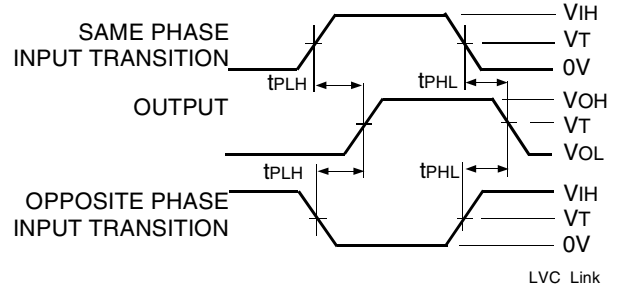 SAME PHASE
INPUT TRANSITION
VIH
VT
0V
tPLH
tPHL
OUTPUT
VOH
VT
VOL
tPLH
tPHL
OPPOSITE PHASE
INPUT TRANSITION
VIH
VT
0V
LVC Link